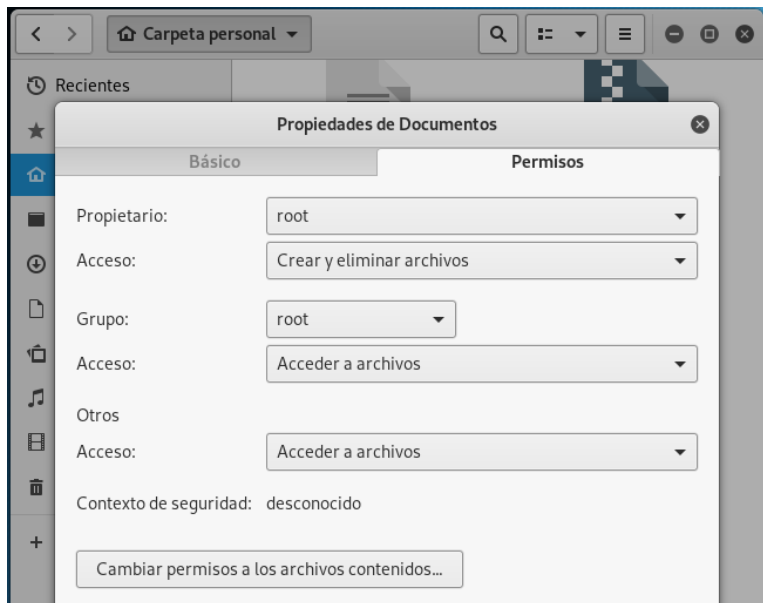 Carpeta personal
Recientes
Propiedades de Documentos
Básico
Permisos
Propietario: root
Acceso: Crear y eliminar archivos
Grupo: root
Acceso: Acceder a archivos
Otros
Acceso: Acceder a archivos
Contexto de seguridad: desconocido
Cambiar permisos a los archivos contenidos...